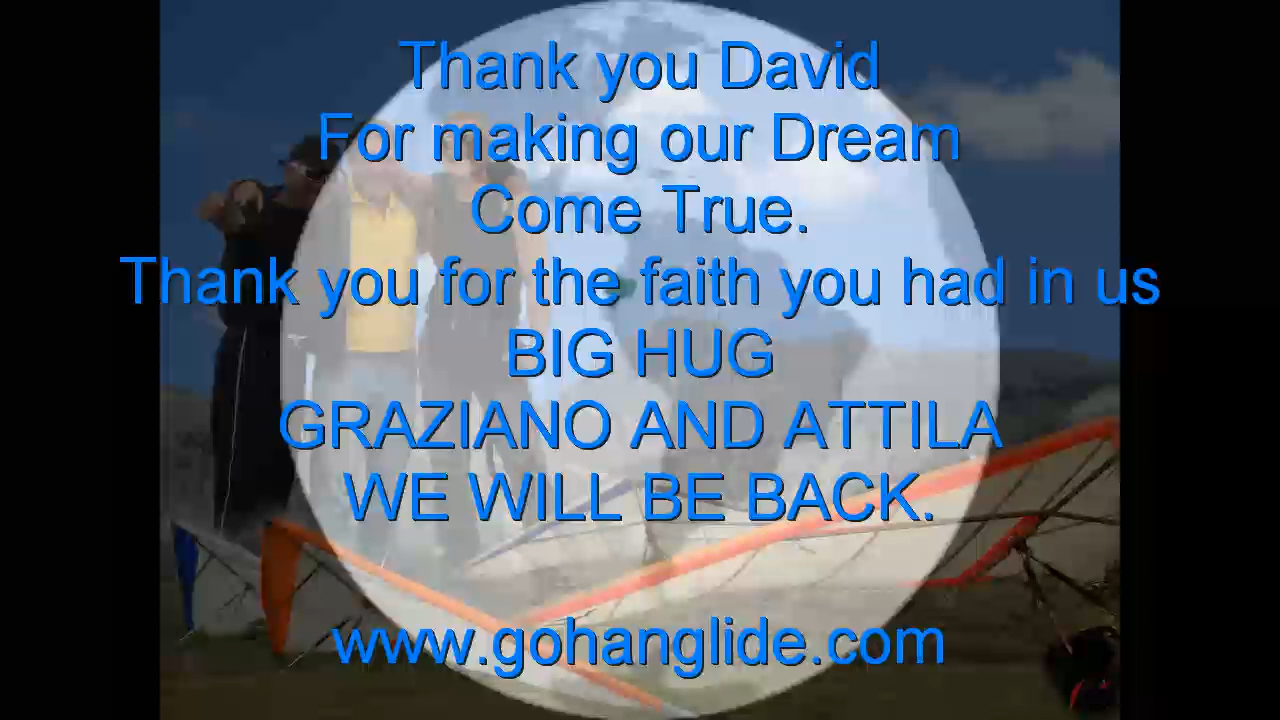 Thank you David
For making our Dream
Come True.
Thank you for the faith you had in us
BIG HUG
GRAZIANO AND ATTILA
WE WILL BE BACK.
www.gohanglide.com